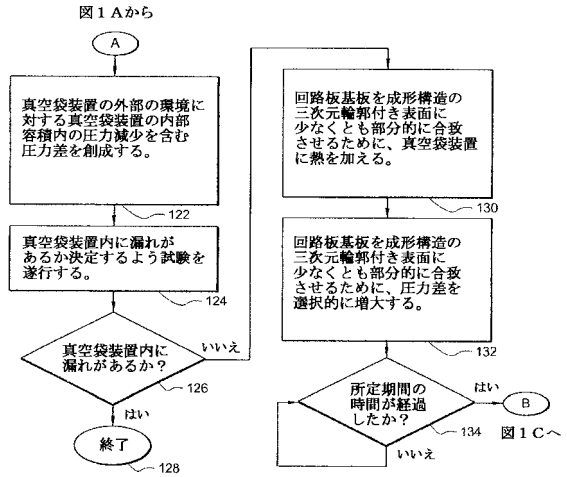 図1Aから
A
真空袋装置の外部の環境に
対する真空袋装置の内部
容積内の圧力減少を含む
圧力差を創成する。
122
真空袋装置内に漏れが
あるか決定するよう試験を
遂行する。
124
真空袋装置内に
漏れがあるか？
いいえ
126
はい
終了
128
回路板基板を成形構造の
三次元輪郭付き表面に
少なくとも部分的に合致
させるために、真空袋装置
に熱を加える。
130
回路板基板を成形構造の
三次元輪郭付き表面に
少なくとも部分的に合致
させるために、圧力差を
選択的に増大する。
132
所定期間の
時間が経過
したか？
はい
B
134
図1Cへ
いいえ